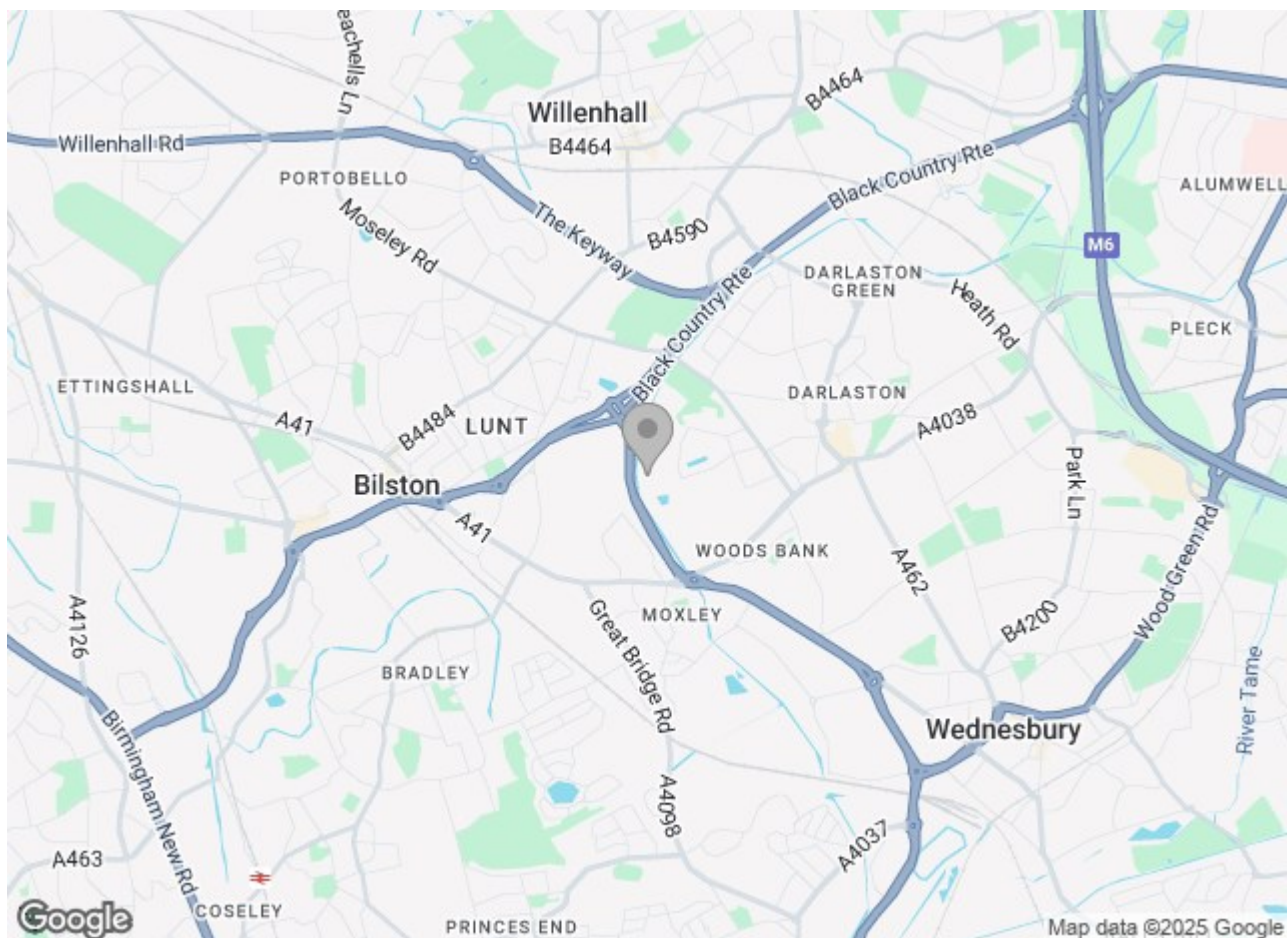 eachells Ln
Willenhall
B4464
B4464
Willenhall Rd
PORTOBELLO
Black Country Rte
ALUMWELL
Moseley Rd
The Keyway
B4590
M6
DARLASTON
GREEN
Heath Rd
PLECK
Black Country Rte
ETTINGSHALL
DARLASTON
A41
B4484
LUNT
A4038
Bilston
Park Ln
A41
WOODS BANK
A462
Wood Green Rd
A4126
Great Bridge Rd
MOXLEY
B4200
BRADLEY
River Tame
Birmingham New Rd
Wednesbury
A4098
A4037
A463
COSELEY
PRINCES END
Google
Map data ©2025 Google